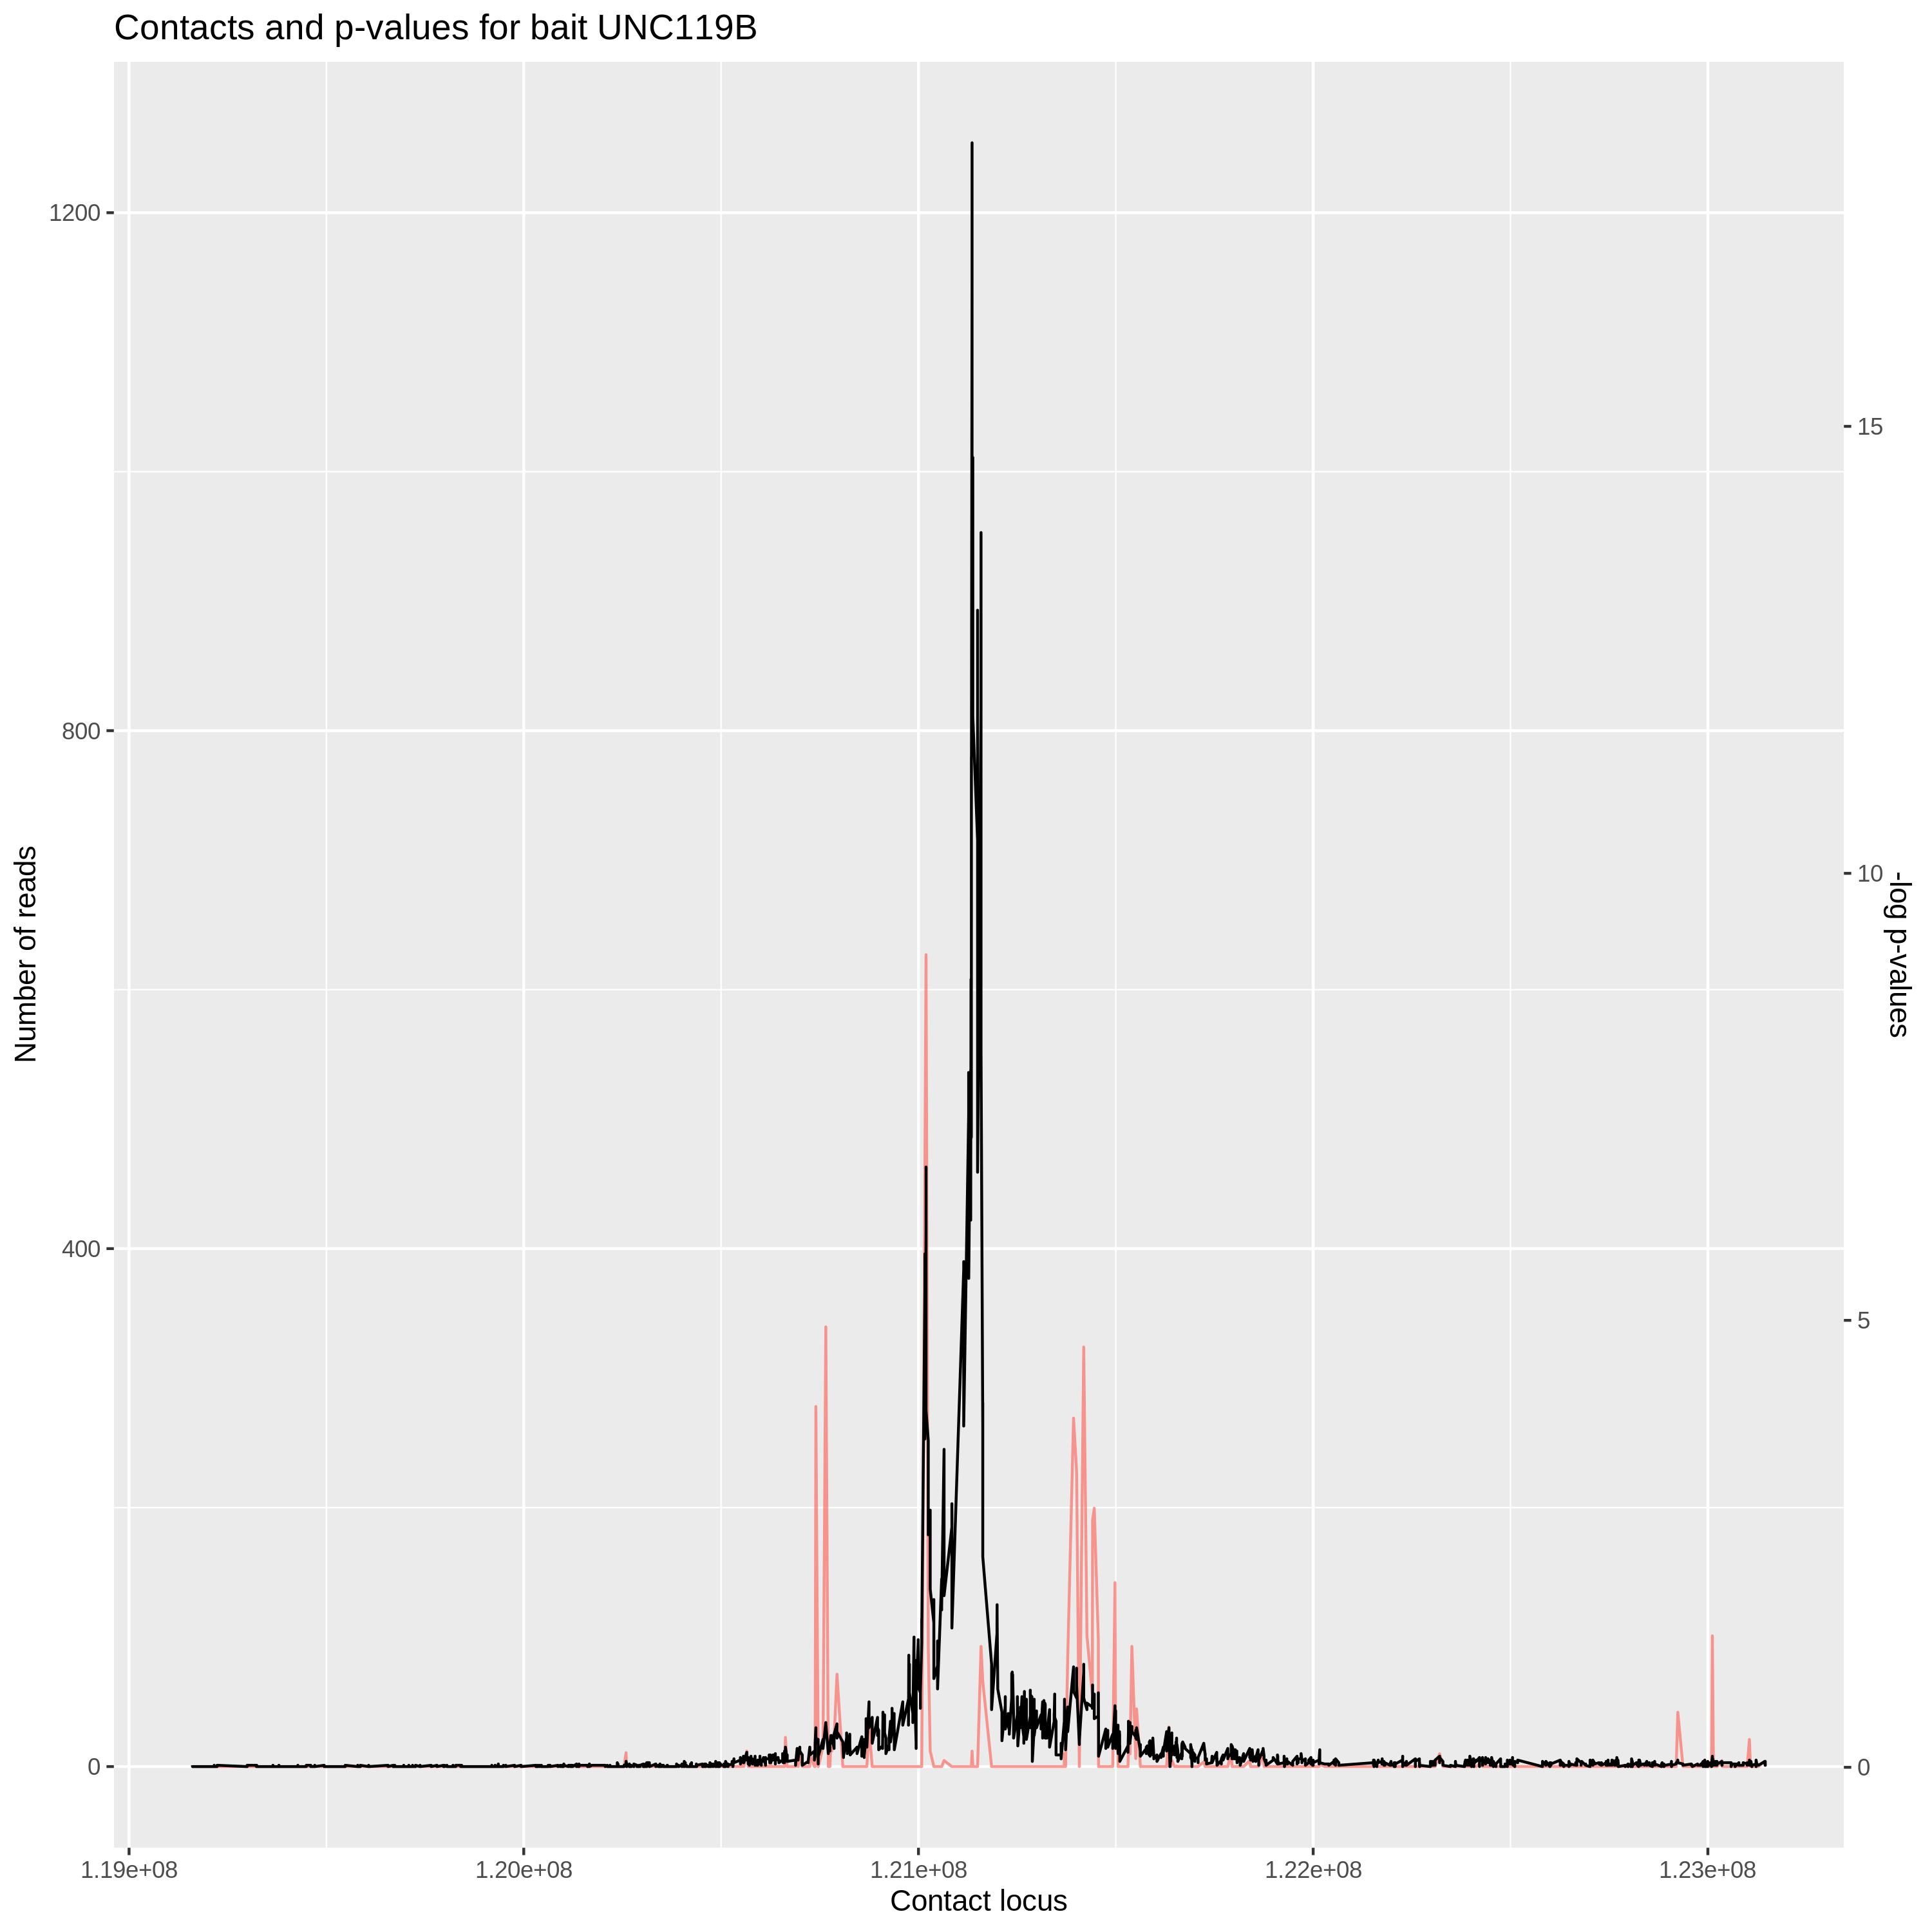 Contacts and p-values for bait UNC119B
1200
800
400
0
Number of reads
15
10
5
0
-log p-values
1.19e+08
1.20e+08
1.21e+08
1.22e+08
1.23e+08
Contact locus